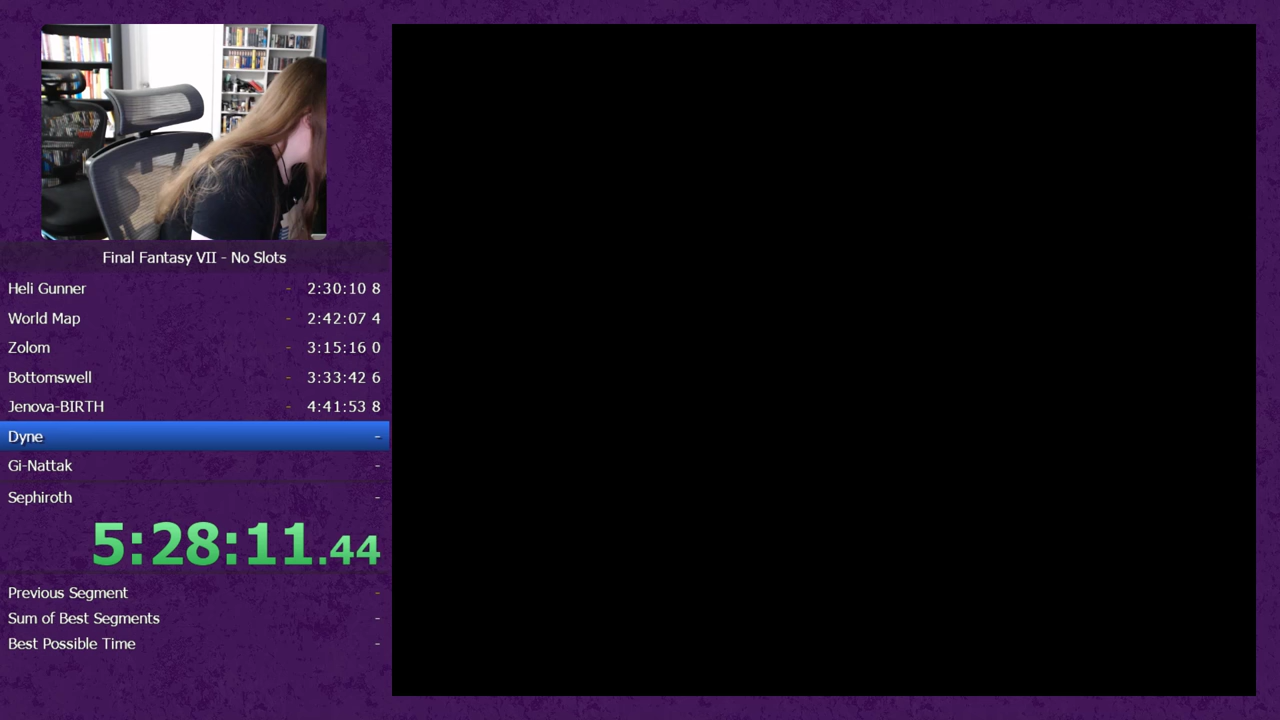 Final Fantasy VII - No Slots
Heli Gunner - 2:30:10 8
World Map - 2:42:07 4
Zolom - 3:15:16 0
Bottomswell - 3:33:42 6
Jenova-BIRTH - 4:41:53 8
Dyne -
Gi-Nattak -
Sephiroth -
5:28:11.44
Previous Segment -
Sum of Best Segments -
Best Possible Time -